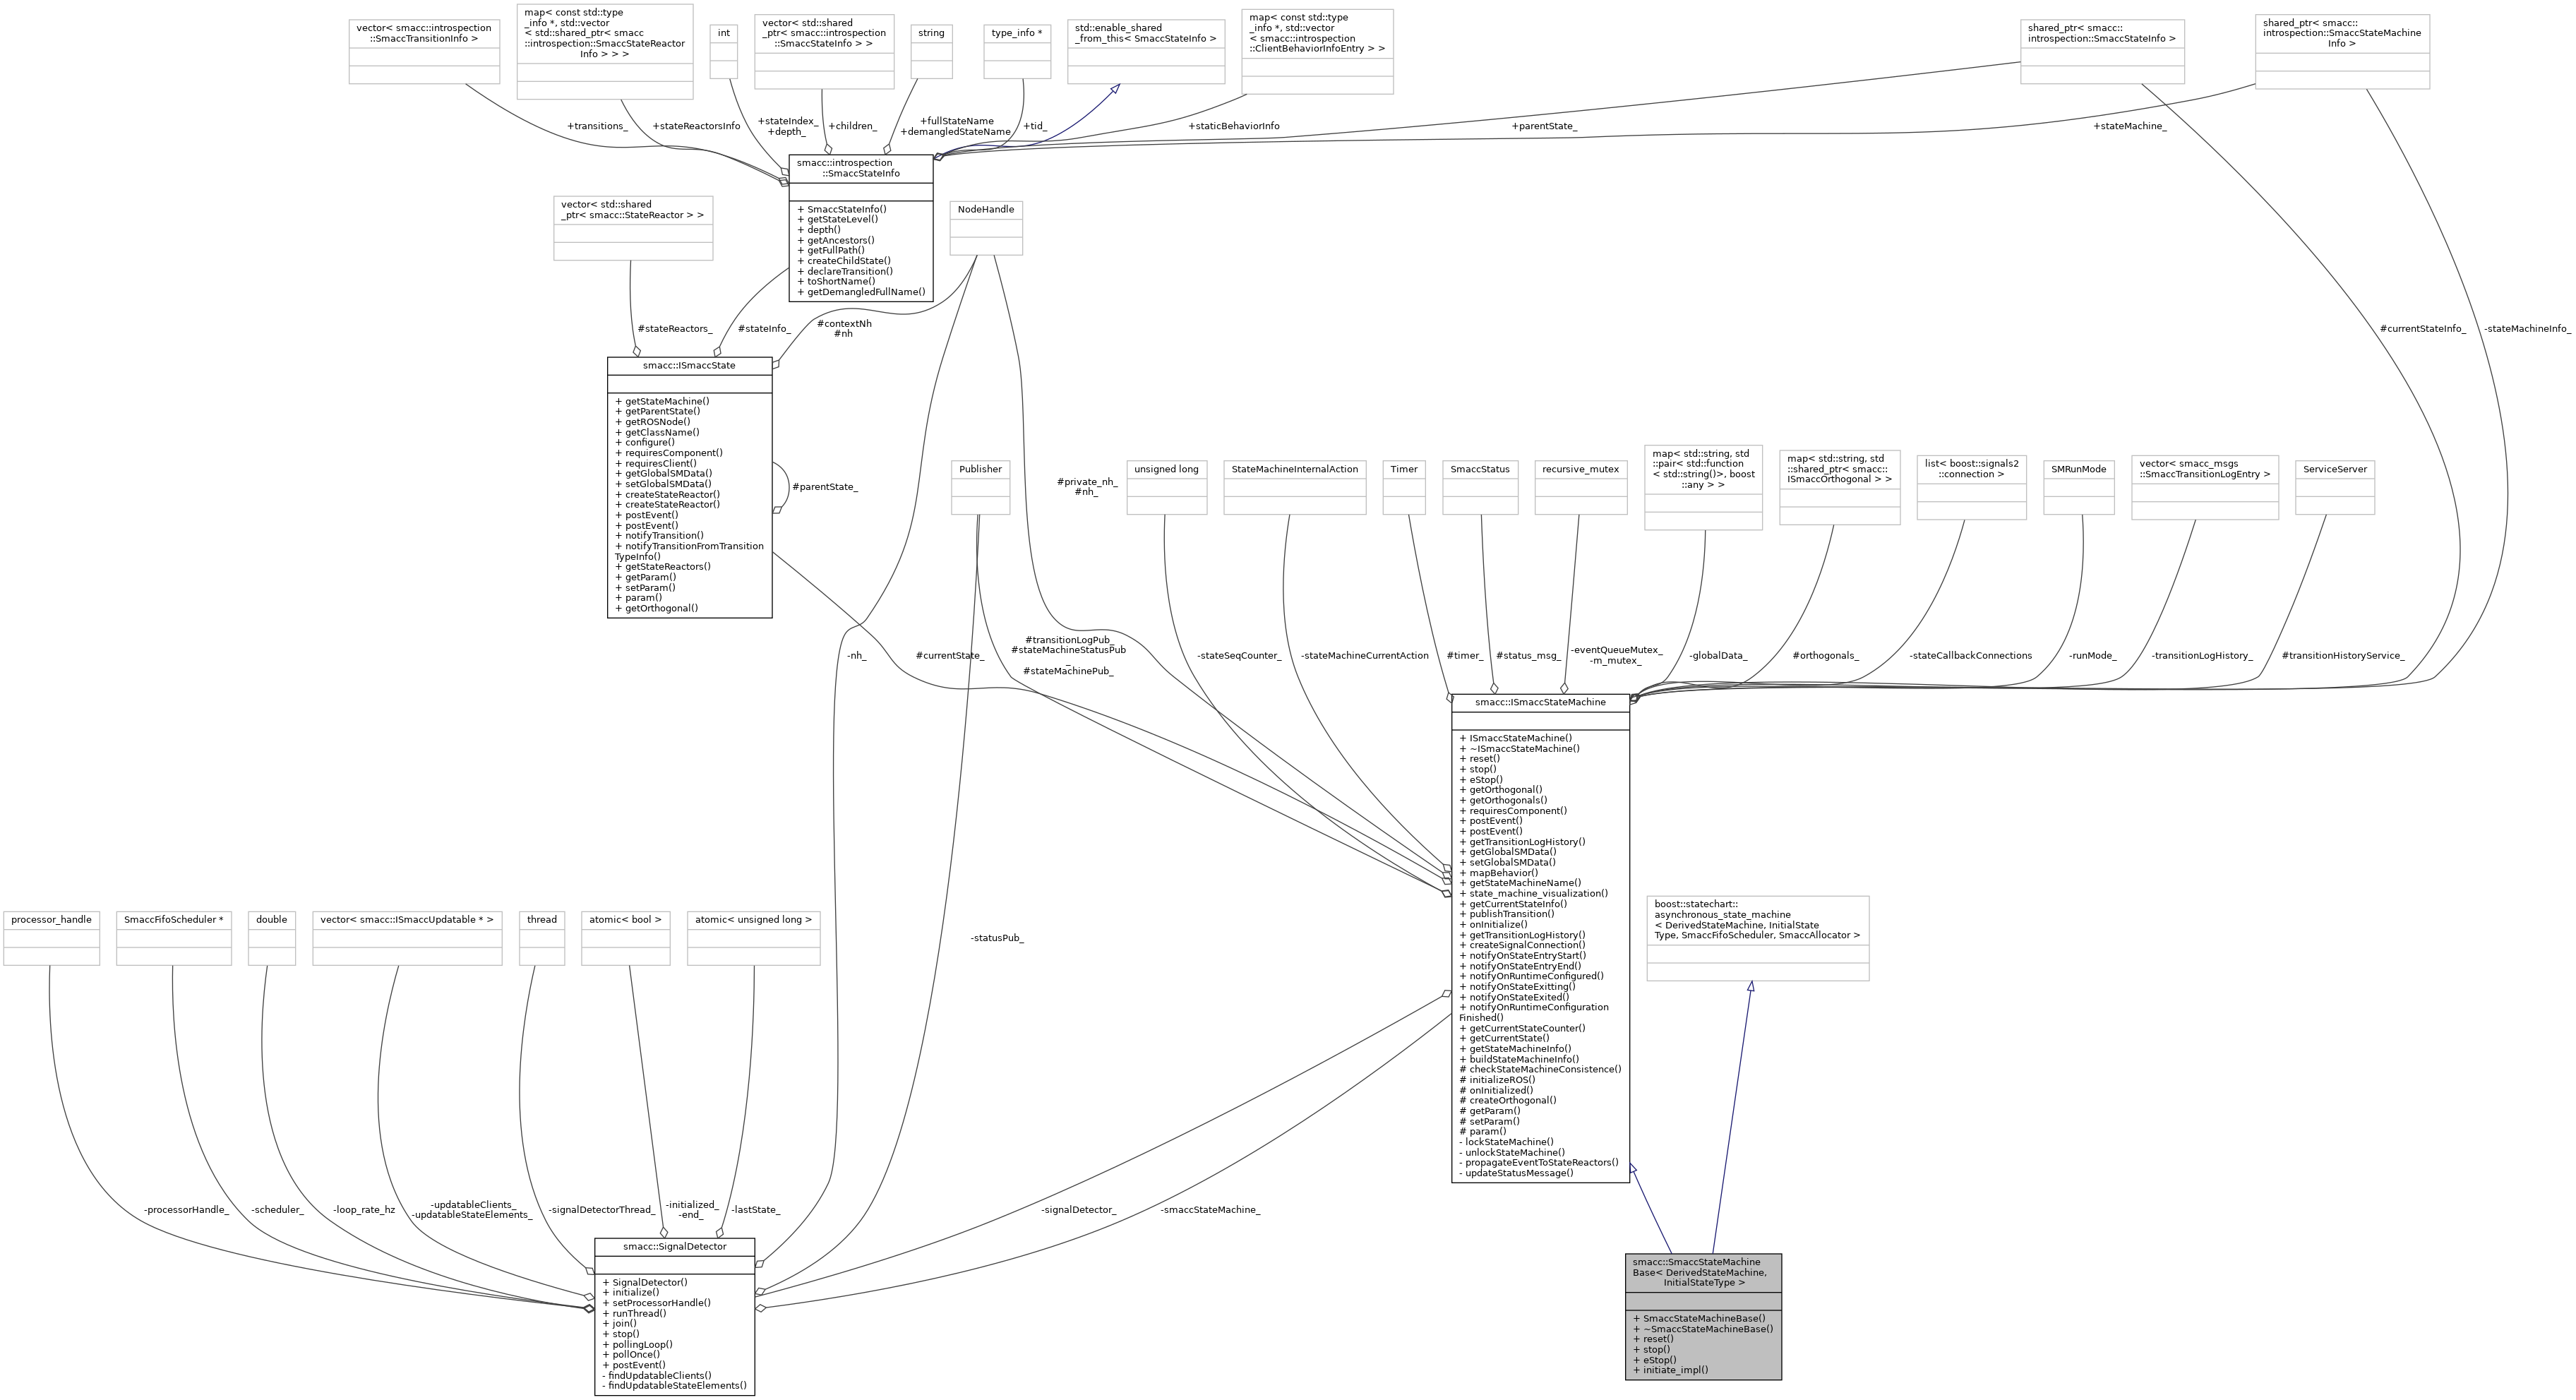 vector< smacc::introspection
::SmaccTransitionInfo >
map< const std::type
_info *, std::vector
< std::shared_ptr< smacc
::introspection::SmaccStateReactor
Info > > >
int
vector< std::shared
_ptr< smacc::introspection
::SmaccStateInfo > >
string
type_info *
std::enable_shared
_from_this< SmaccStateInfo >
map< const std::type
_info *, std::vector
< smacc::introspection
::ClientBehaviorInfoEntry > >
shared_ptr< smacc::
introspection::SmaccStateInfo >
shared_ptr< smacc::
introspection::SmaccStateMachine
Info >
+transitions_
+stateReactorsInfo
+stateIndex_
+depth_
+children_
+fullStateName
+demangledStateName
+tid_
+staticBehaviorInfo
+parentState_
+stateMachine_
smacc::introspection
::SmaccStateInfo
+ SmaccStateInfo()
+ getStateLevel()
+ depth()
+ getAncestors()
+ getFullPath()
+ createChildState()
+ declareTransition()
+ toShortName()
+ getDemangledFullName()
vector< std::shared
_ptr< smacc::StateReactor > >
NodeHandle
#stateReactors_
#stateInfo_
#contextNh
#nh
#currentStateInfo_
-stateMachineInfo_
smacc::ISmaccState
+ getStateMachine()
+ getParentState()
+ getROSNode()
+ getClassName()
+ configure()
+ requiresComponent()
+ requiresClient()
+ getGlobalSMData()
+ setGlobalSMData()
+ createStateReactor()
+ createStateReactor()
+ postEvent()
+ postEvent()
+ notifyTransition()
+ notifyTransitionFromTransition
TypeInfo()
+ getStateReactors()
+ getParam()
+ setParam()
+ param()
+ getOrthogonal()
#parentState_
Publisher
#private_nh_
#nh_
unsigned long
StateMachineInternalAction
Timer
SmaccStatus
recursive_mutex
map< std::string, std
::pair< std::function
< std::string()>, boost
::any > >
map< std::string, std
::shared_ptr< smacc::
ISmaccOrthogonal > >
list< boost::signals2
::connection >
SMRunMode
vector< smacc_msgs
::SmaccTransitionLogEntry >
ServiceServer
-nh_
#currentState_
#transitionLogPub_
#stateMachineStatusPub
_
#stateMachinePub_
-stateSeqCounter_
-stateMachineCurrentAction
#timer_
#status_msg_
-eventQueueMutex_
-m_mutex_
-globalData_
#orthogonals_
-stateCallbackConnections
-runMode_
-transitionLogHistory_
#transitionHistoryService_
smacc::ISmaccStateMachine
+ ISmaccStateMachine()
+ ~ISmaccStateMachine()
+ reset()
+ stop()
+ eStop()
+ getOrthogonal()
+ getOrthogonals()
+ requiresComponent()
+ postEvent()
+ postEvent()
+ getTransitionLogHistory()
+ getGlobalSMData()
+ setGlobalSMData()
+ mapBehavior()
+ getStateMachineName()
+ state_machine_visualization()
+ getCurrentStateInfo()
+ publishTransition()
+ onInitialize()
+ getTransitionLogHistory()
+ createSignalConnection()
+ notifyOnStateEntryStart()
+ notifyOnStateEntryEnd()
+ notifyOnRuntimeConfigured()
+ notifyOnStateExitting()
+ notifyOnStateExited()
+ notifyOnRuntimeConfiguration
Finished()
+ getCurrentStateCounter()
+ getCurrentState()
+ getStateMachineInfo()
+ buildStateMachineInfo()
# checkStateMachineConsistence()
# initializeROS()
# onInitialized()
# createOrthogonal()
# getParam()
# setParam()
# param()
- lockStateMachine()
- unlockStateMachine()
- propagateEventToStateReactors()
- updateStatusMessage()
boost::statechart::
asynchronous_state_machine
< DerivedStateMachine, InitialState
Type, SmaccFifoScheduler, SmaccAllocator >
processor_handle
SmaccFifoScheduler *
double
vector< smacc::ISmaccUpdatable * >
thread
atomic< bool >
atomic< unsigned long >
-statusPub_
-processorHandle_
-scheduler_
-loop_rate_hz
-updatableClients_
-updatableStateElements_
-signalDetectorThread_
-initialized_
-end_
-lastState_
-signalDetector_
-smaccStateMachine_
smacc::SignalDetector
+ SignalDetector()
+ initialize()
+ setProcessorHandle()
+ runThread()
+ join()
+ stop()
+ pollingLoop()
+ pollOnce()
+ postEvent()
- findUpdatableClients()
- findUpdatableStateElements()
smacc::SmaccStateMachine
Base< DerivedStateMachine,
InitialStateType >
+ SmaccStateMachineBase()
+ ~SmaccStateMachineBase()
+ reset()
+ stop()
+ eStop()
+ initiate_impl()